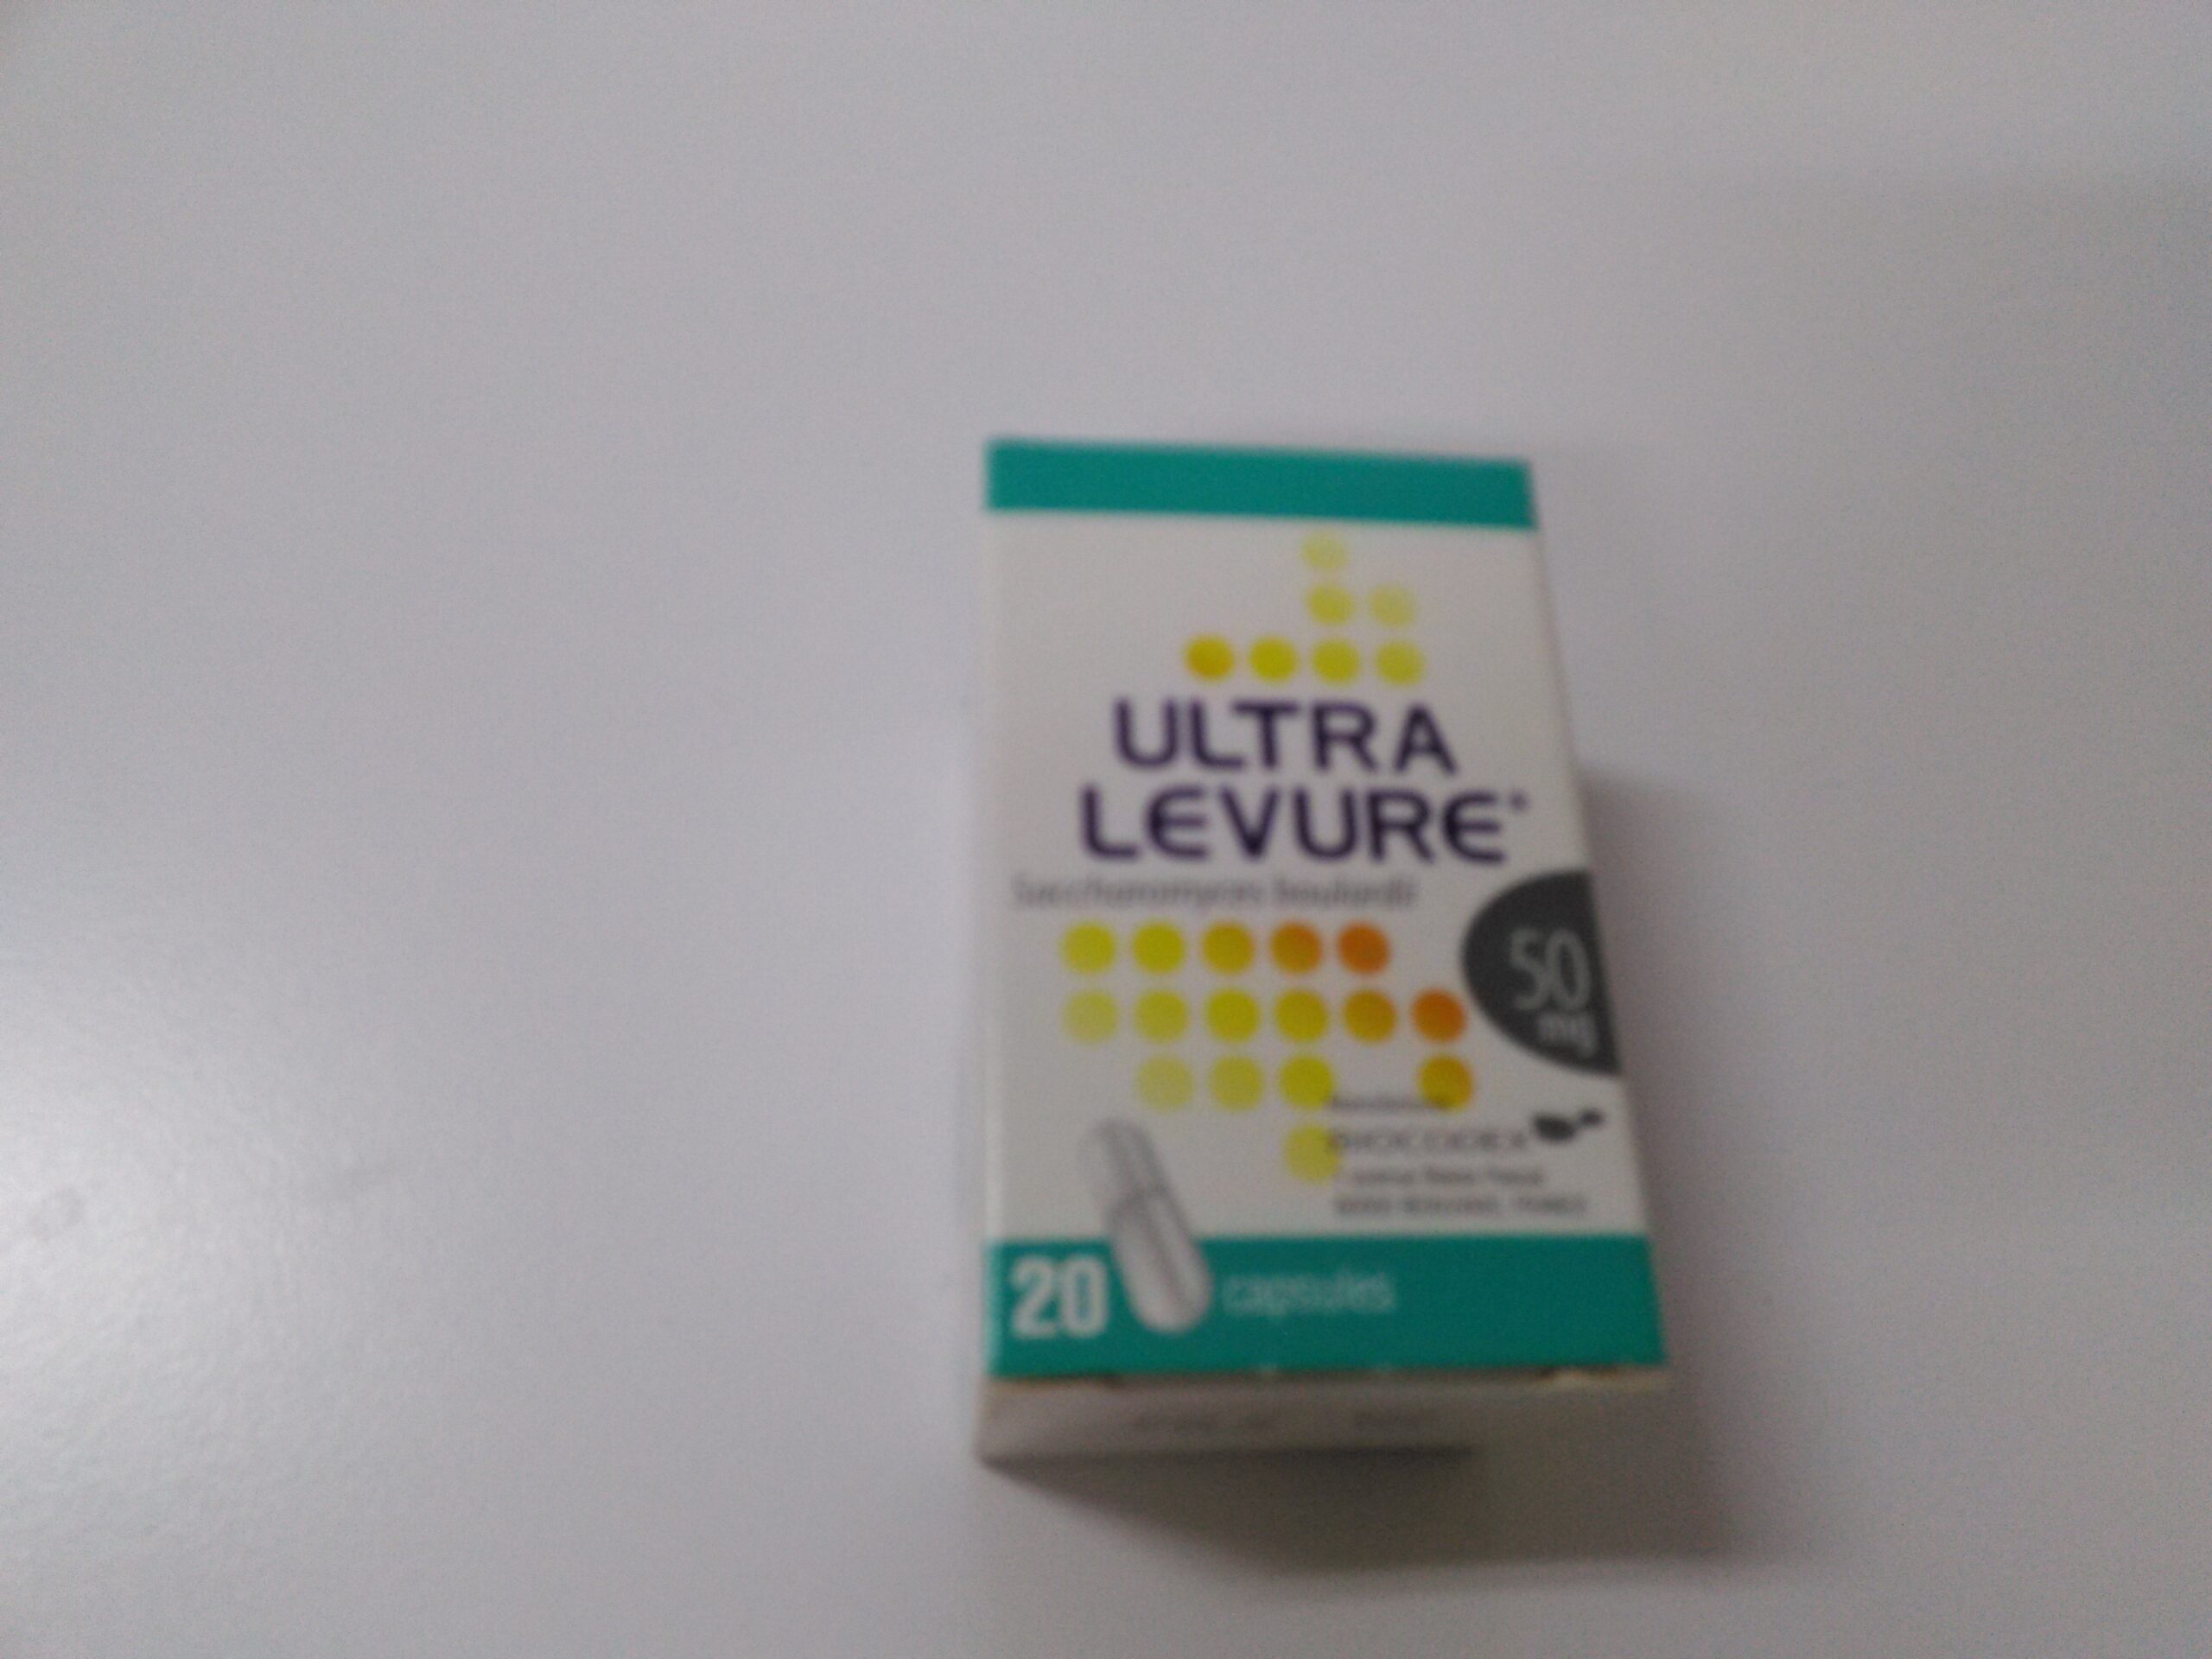 ULTRA
LEVURE
Saccharomyces boulardii
50
mg
BIOCODEX
20 capsules